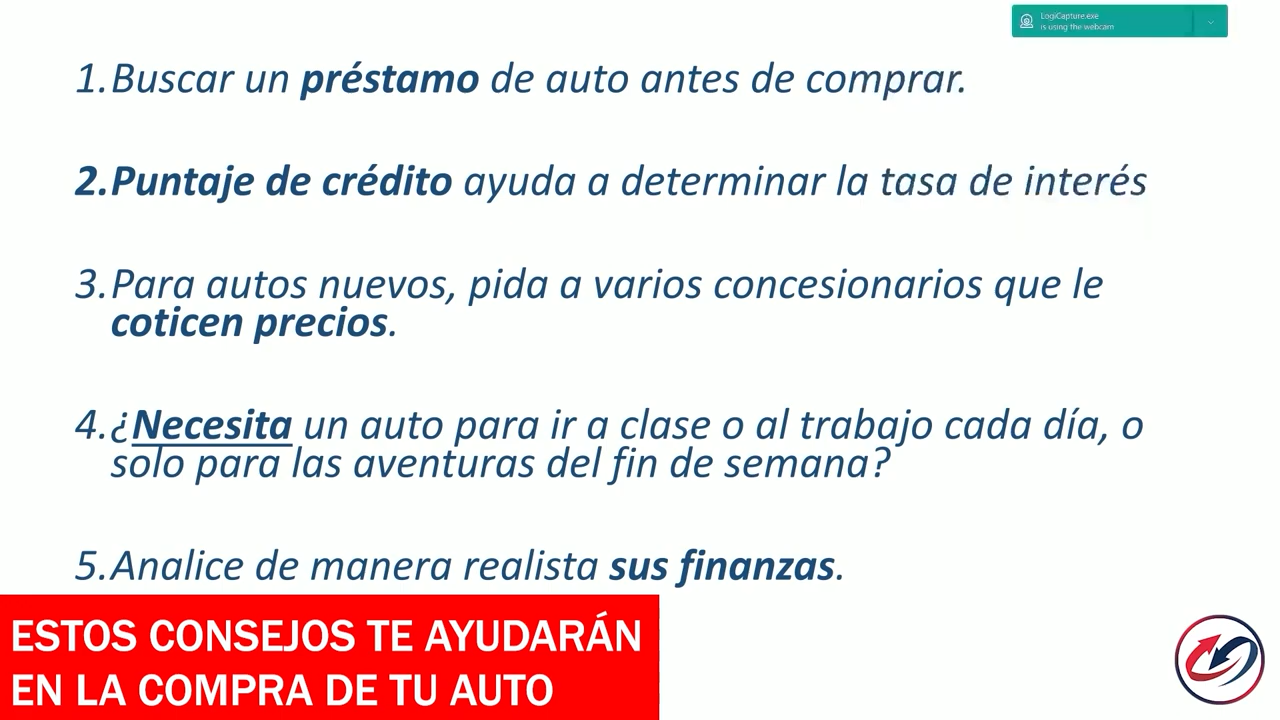 LogiCapture.exe
is using the webcam
1.Buscar un préstamo de auto antes de comprar.
2.Puntaje de crédito ayuda a determinar la tasa de interés
3.Para autos nuevos, pida a varios concesionarios que le
coticen precios.
4.¿Necesita un auto para ir a clase o al trabajo cada día, o
solo para las aventuras del fin de semana?
5.Analice de manera realista sus finanzas.
ESTOS CONSEJOS TE AYUDARÁN
EN LA COMPRA DE TU AUTO